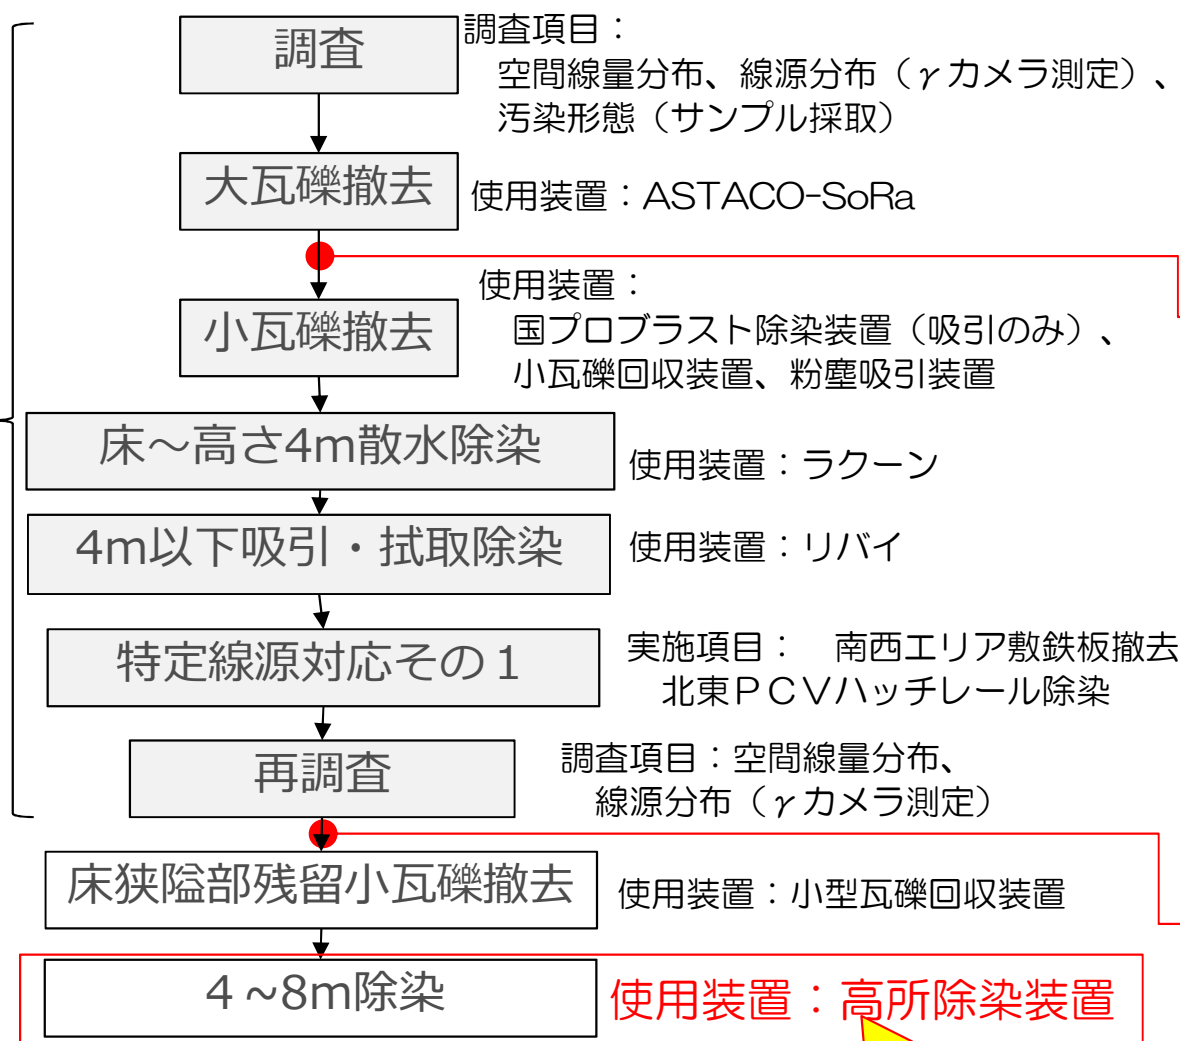 調査
調査項目：
空間線量分布、線源分布（γカメラ測定）、
汚染形態（サンプル採取）
大瓦礫撤去
使用装置：ASTACO-SoRa
小瓦礫撤去
使用装置：
国プロブラスト除染装置（吸引のみ）、
小瓦礫回収装置、粉塵吸引装置
床～高さ4m散水除染
使用装置：ラクーン
4m以下吸引・拭取除染
使用装置：リバイ
特定線源対応その１
実施項目：　南西エリア敷鉄板撤去
北東ＰＣＶハッチレール除染
再調査
調査項目：空間線量分布、
線源分布（γカメラ測定）
床狭隘部残留小瓦礫撤去
使用装置：小型瓦礫回収装置
４~8m除染
使用装置：高所除染装置